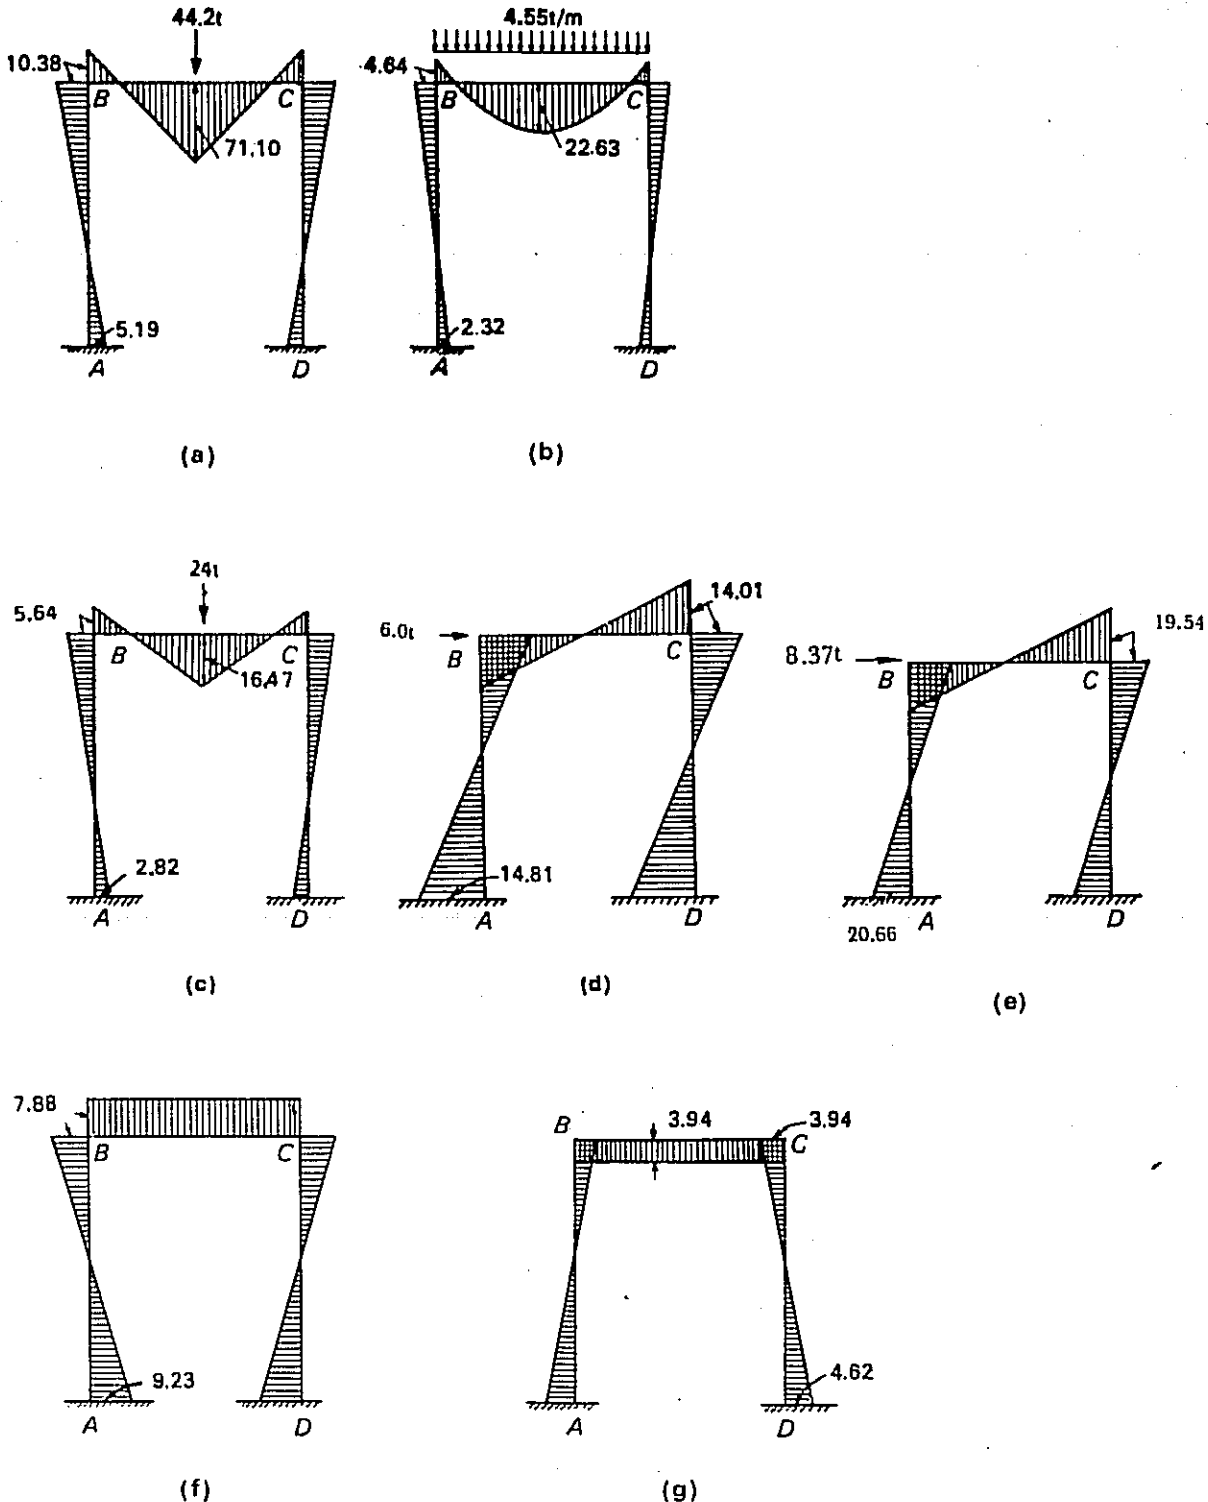 44.2t
4.55t/m
10.38
4.64
B
C
B
C
71.10
22.63
5.19
2.32
A
D
A
D
(a)
(b)
24t
5.64
6.0t
14.01
19.54
B
C
16.47
B
C
8.37t
B
C
2.82
14.81
A
D
A
D
20.66
A
D
(c)
(d)
(e)
7.88
B
C
B
3.94
3.94
C
9.23
4.62
A
D
A
D
(f)
(g)